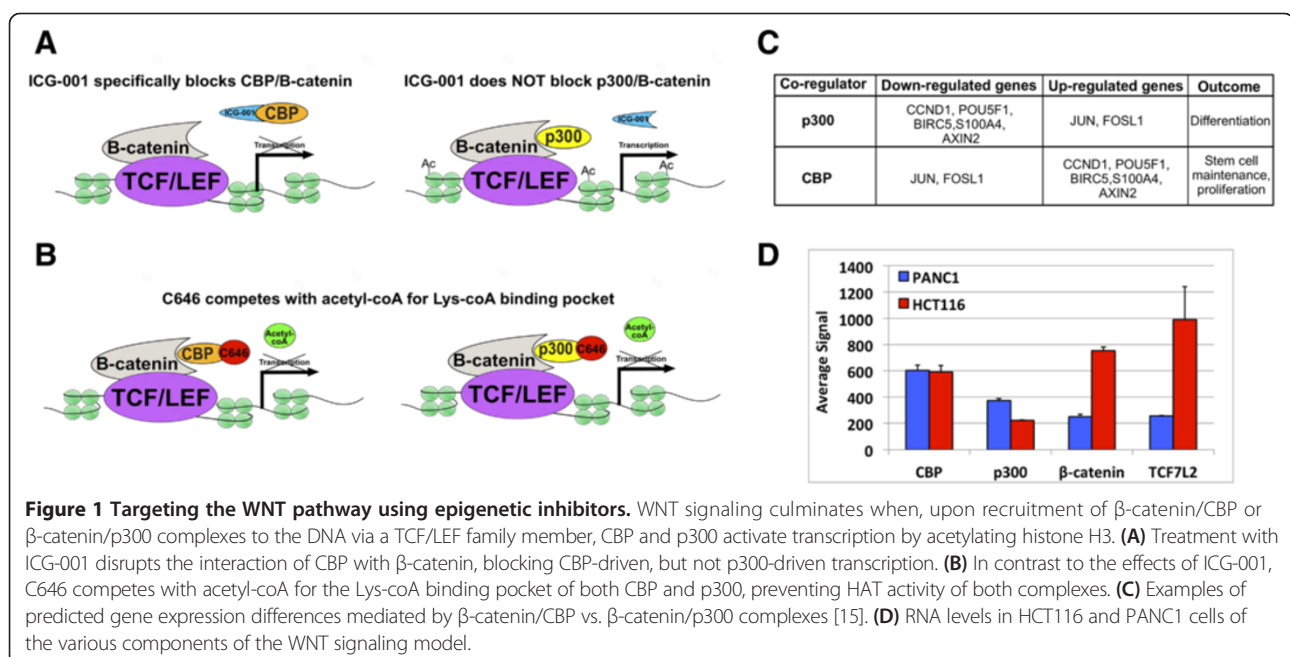 A
ICG-001 specifically blocks CBP/B-catenin
ICG-001
CBP
B-catenin
Transcription
TCF/LEF
ICG-001 does NOT block p300/B-catenin
ICG-001
p300
B-catenin
Transcription
Ac
Ac
Ac
TCF/LEF
B
C646 competes with acetyl-coA for Lys-coA binding pocket
Acetyl-
coA
CBP
C646
B-catenin
Transcription
TCF/LEF
Acetyl-
coA
p300
C646
B-catenin
Transcription
TCF/LEF
C
Co-regulator Down-regulated genes Up-regulated genes Outcome
p300 CCND1, POU5F1, BIRC5,S100A4, AXIN2 JUN, FOSL1 Differentiation
CBP JUN, FOSL1 CCND1, POU5F1, BIRC5,S100A4, AXIN2 Stem cell maintenance, proliferation
D
Average Signal
1400
1200
1000
800
600
400
200
0
PANC1
HCT116
CBP p300 β-catenin TCF7L2
Figure 1 Targeting the WNT pathway using epigenetic inhibitors. WNT signaling culminates when, upon recruitment of β-catenin/CBP or
β-catenin/p300 complexes to the DNA via a TCF/LEF family member, CBP and p300 activate transcription by acetylating histone H3. (A) Treatment with
ICG-001 disrupts the interaction of CBP with β-catenin, blocking CBP-driven, but not p300-driven transcription. (B) In contrast to the effects of ICG-001,
C646 competes with acetyl-coA for the Lys-coA binding pocket of both CBP and p300, preventing HAT activity of both complexes. (C) Examples of
predicted gene expression differences mediated by β-catenin/CBP vs. β-catenin/p300 complexes [15]. (D) RNA levels in HCT116 and PANC1 cells of
the various components of the WNT signaling model.